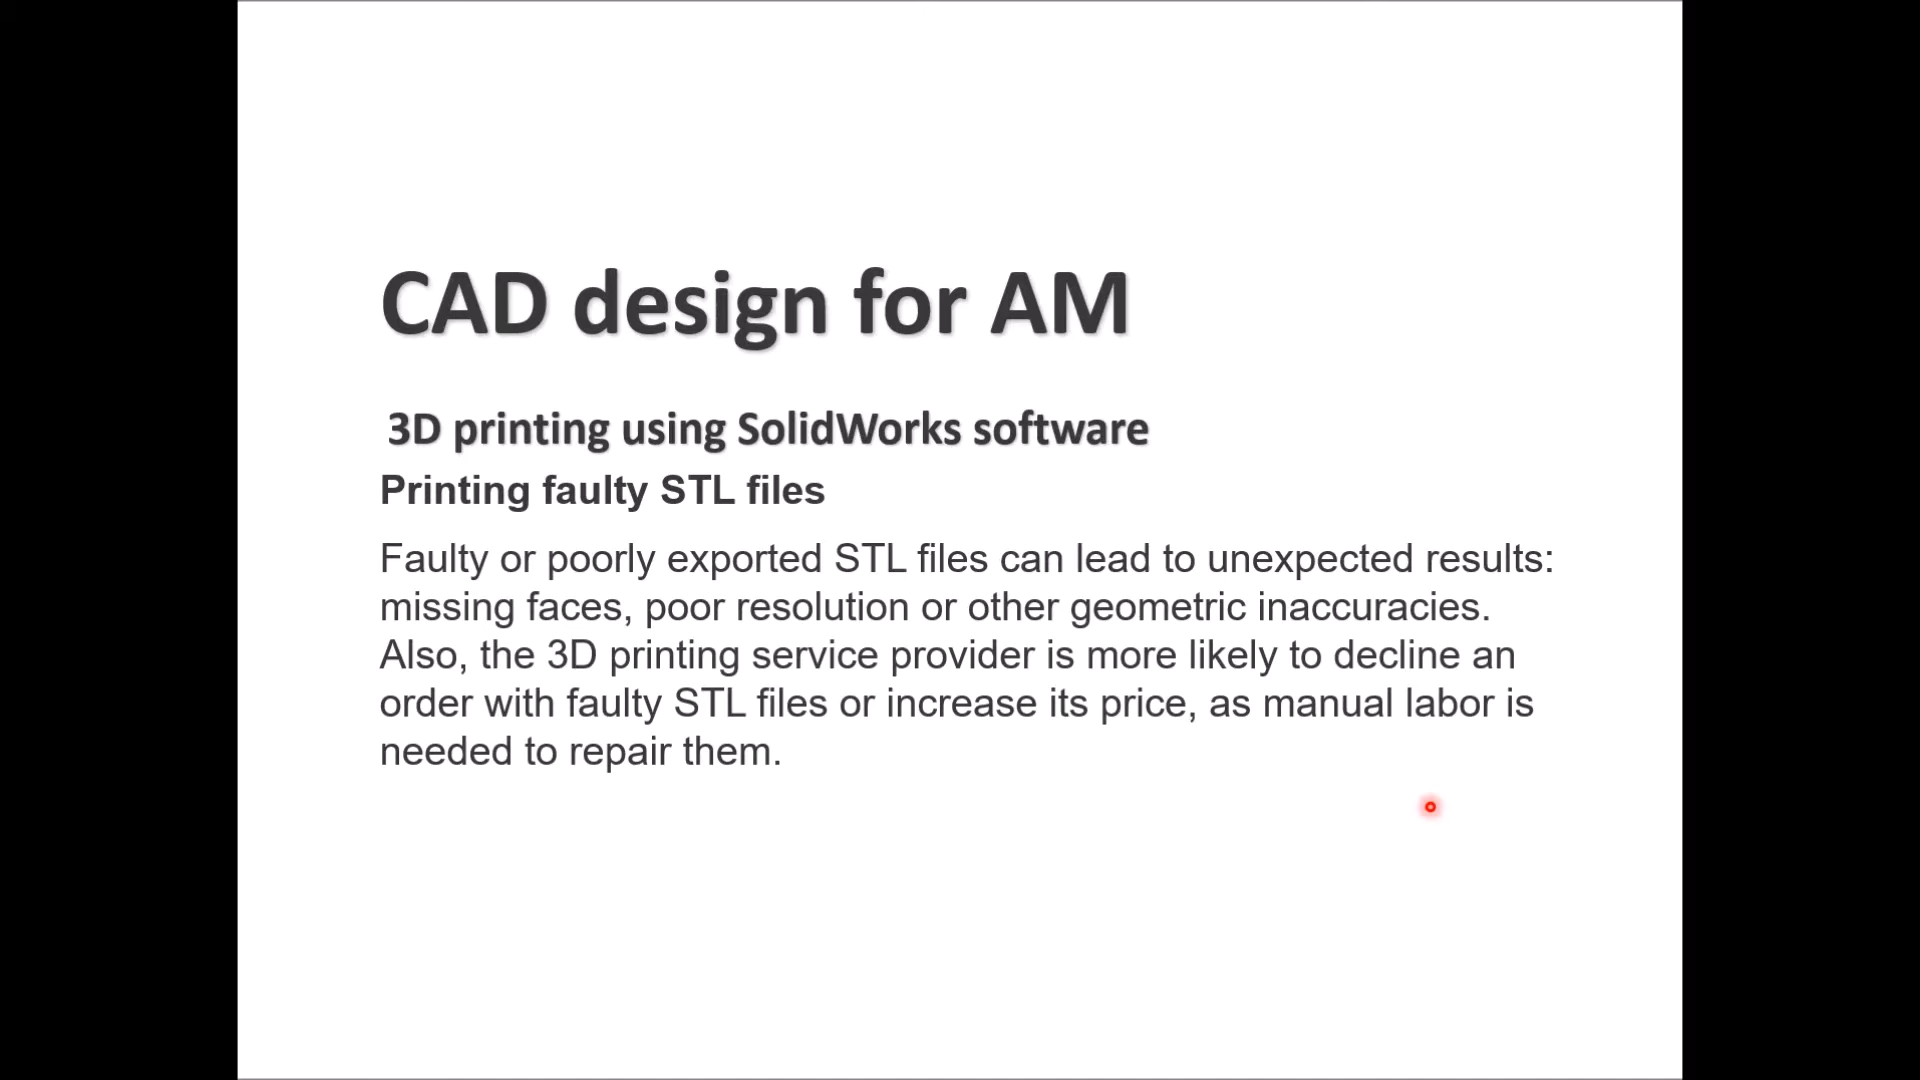 CAD design for AM
3D printing using SolidWorks software
Printing faulty STL files
Faulty or poorly exported STL files can lead to unexpected results:
missing faces, poor resolution or other geometric inaccuracies.
Also, the 3D printing service provider is more likely to decline an
order with faulty STL files or increase its price, as manual labor is
needed to repair them.